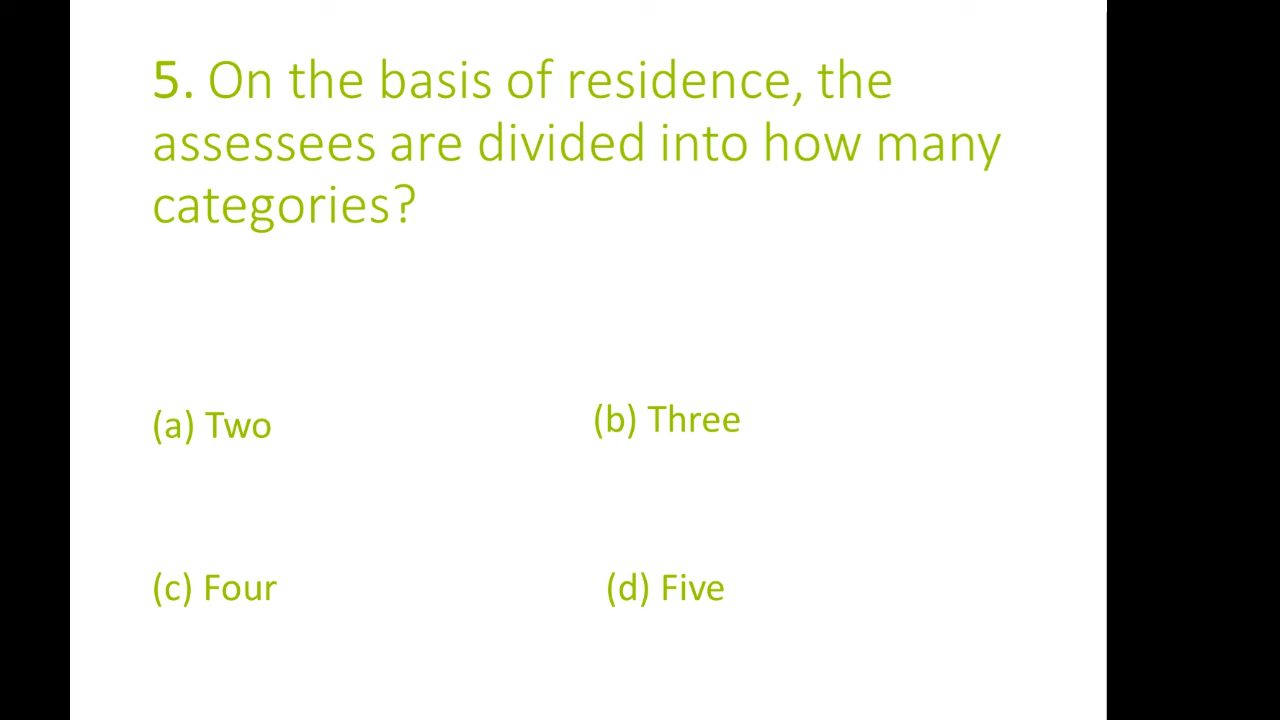 5. On the basis of residence, the
assessees are divided into how many
categories?
(a) Two
(b) Three
(c) Four
(d) Five